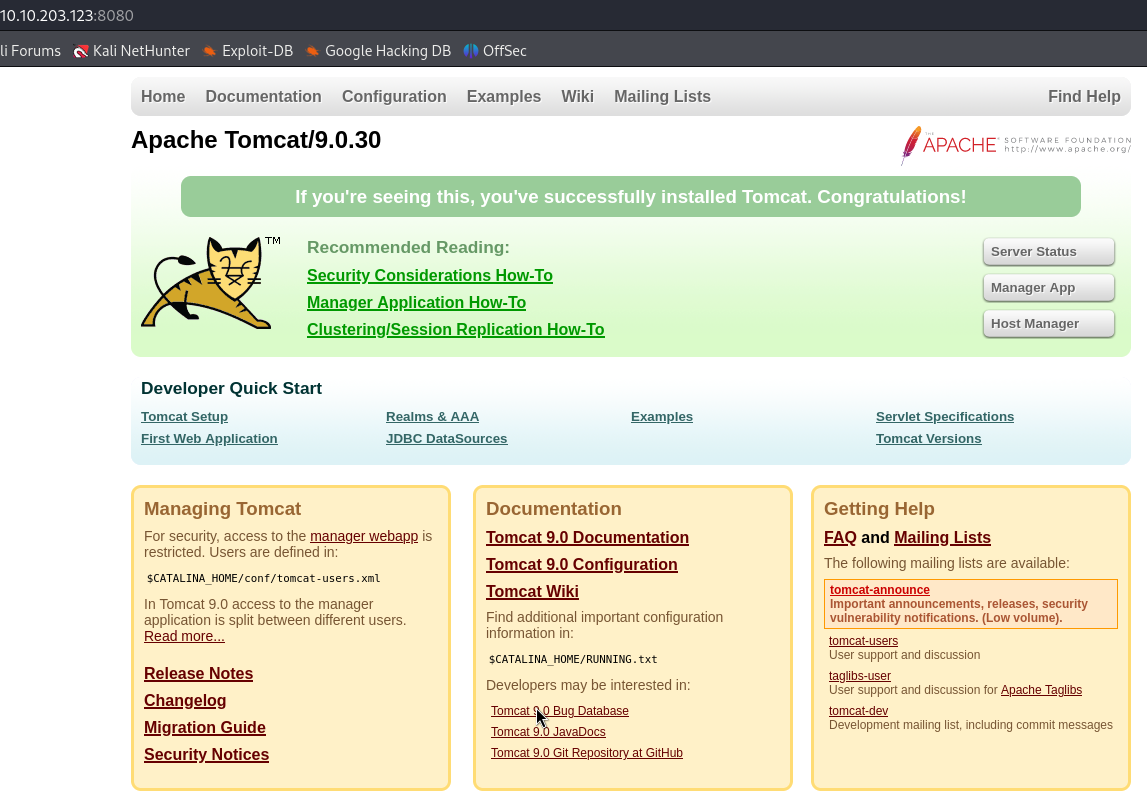 10.10.203.123:8080
li Forums Kali NetHunter Exploit-DB Google Hacking DB OffSec
Home Documentation Configuration Examples Wiki Mailing Lists Find Help
Apache Tomcat/9.0.30
THE APACHE SOFTWARE FOUNDATION
http://www.apache.org/
If you're seeing this, you've successfully installed Tomcat. Congratulations!
TM
Recommended Reading:
Security Considerations How-To
Manager Application How-To
Clustering/Session Replication How-To
Server Status
Manager App
Host Manager
Developer Quick Start
Tomcat Setup
First Web Application
Realms & AAA
JDBC DataSources
Examples
Servlet Specifications
Tomcat Versions
Managing Tomcat
For security, access to the manager webapp is
restricted. Users are defined in:
$CATALINA_HOME/conf/tomcat-users.xml
In Tomcat 9.0 access to the manager
application is split between different users.
Read more...
Release Notes
Changelog
Migration Guide
Security Notices
Documentation
Tomcat 9.0 Documentation
Tomcat 9.0 Configuration
Tomcat Wiki
Find additional important configuration
information in:
$CATALINA_HOME/RUNNING.txt
Developers may be interested in:
Tomcat 9.0 Bug Database
Tomcat 9.0 JavaDocs
Tomcat 9.0 Git Repository at GitHub
Getting Help
FAQ and Mailing Lists
The following mailing lists are available:
tomcat-announce
Important announcements, releases, security
vulnerability notifications. (Low volume).
tomcat-users
User support and discussion
taglibs-user
User support and discussion for Apache Taglibs
tomcat-dev
Development mailing list, including commit messages